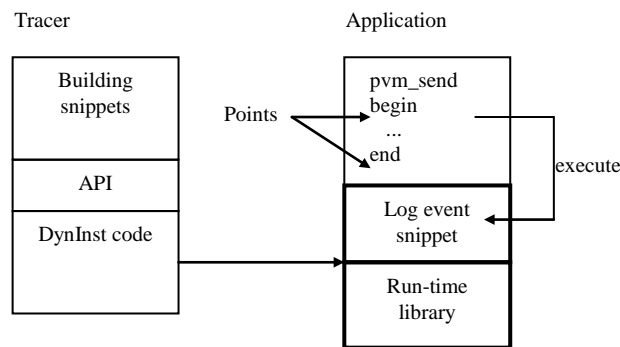 Tracer
Application
Building
snippets
API
DynInst code
Points
pvm_send
begin
...
end
execute
Log event
snippet
Run-time
library